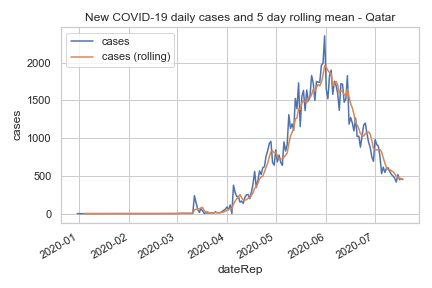 New COVID-19 daily cases and 5 day rolling mean - Qatar
cases
cases (rolling)
2000
1500
1000
500
0
cases
2020-01
2020-02
2020-03
2020-04
2020-05
2020-06
2020-07
dateRep